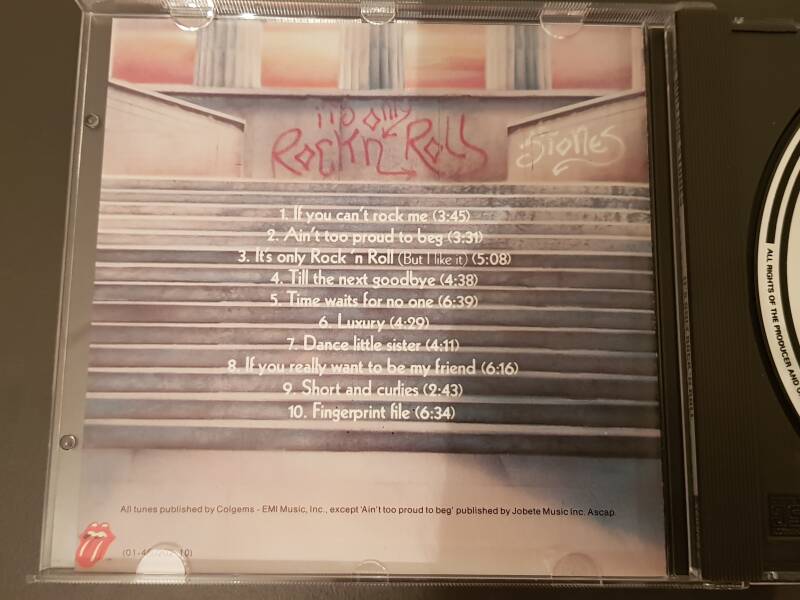 it's only
Rock n Roll
Stones
1. If you can't rock me (3:45)
2. Ain't too proud to beg (3:31)
3. It's only Rock 'n Roll (But I like it) (5:08)
4. Till the next goodbye (4:38)
5. Time waits for no one (6:39)
6. Luxury (4:29)
7. Dance little sister (4:11)
8. If you really want to be my friend (6:16)
9. Short and curlies (2:43)
10. Fingerprint file (6:34)
All tunes published by Colgems - EMI Music, Inc., except 'Ain't too proud to beg' published by Jobete Music Inc. Ascap.
ALL RIGHTS OF THE PRODUCER AND